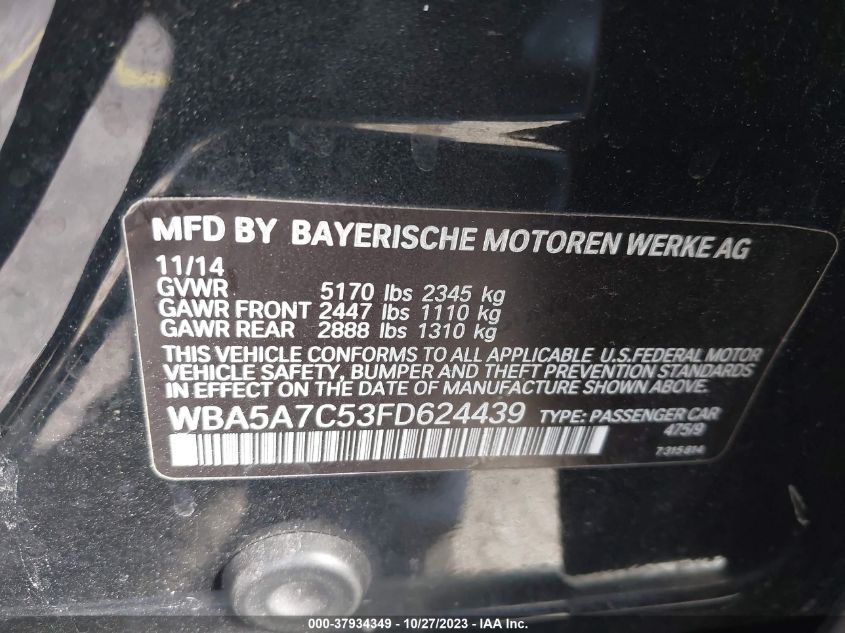 MFD BY BAYERISCHE MOTOREN WERKE AG
11/14
GVWR 5170 lbs 2345 kg
GAWR FRONT 2447 lbs 1110 kg
GAWR REAR 2888 lbs 1310 kg
THIS VEHICLE CONFORMS TO ALL APPLICABLE U.S.FEDERAL MOTOR
VEHICLE SAFETY, BUMPER AND THEFT PREVENTION STANDARDS
IN EFFECT ON THE DATE OF MANUFACTURE SHOWN ABOVE.
WBA5A7C53FD624439 TYPE: PASSENGER CAR
475/9
7315814
000-37934349 | 10/27/2023 - IAA Inc.